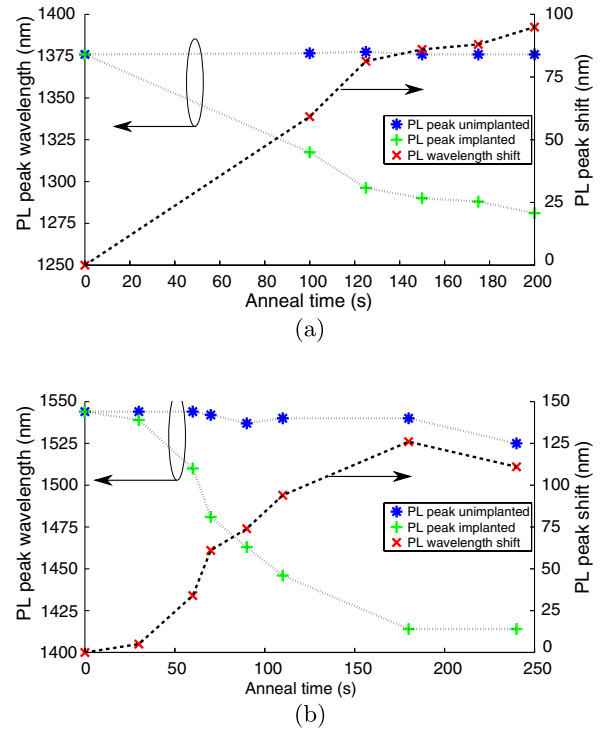 PL peak wavelength (nm)
1400
1375
1350
1325
1300
1275
1250
100
75
50
25
0
PL peak shift (nm)
PL peak unimplanted
PL peak implanted
PL wavelength shift
0 20 40 60 80 100 120 140 160 180 200
Anneal time (s)
(a)
PL peak wavelength (nm)
1550
1525
1500
1475
1450
1425
1400
150
125
100
75
50
25
0
PL peak shift (nm)
PL peak unimplanted
PL peak implanted
PL wavelength shift
0 50 100 150 200 250
Anneal time (s)
(b)